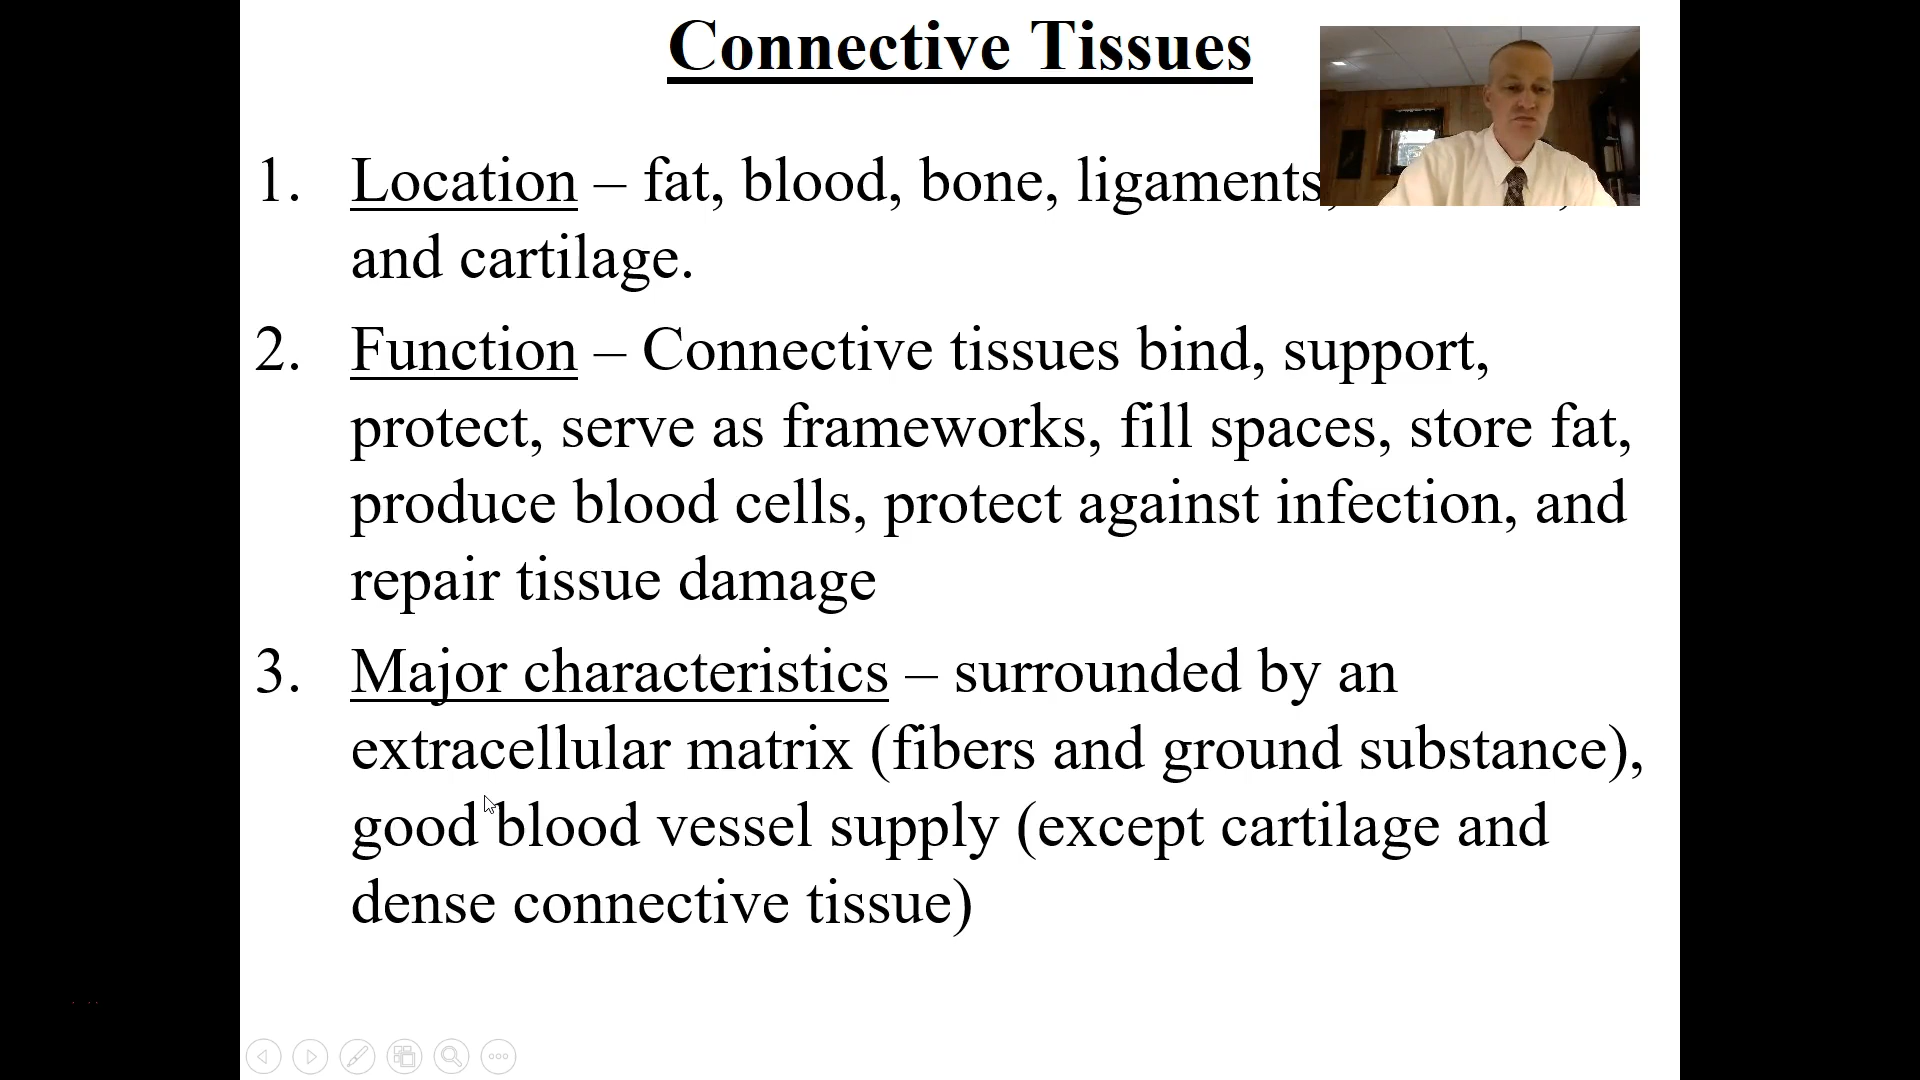 Connective Tissues
1. Location – fat, blood, bone, ligaments,
and cartilage.
2. Function – Connective tissues bind, support,
protect, serve as frameworks, fill spaces, store fat,
produce blood cells, protect against infection, and
repair tissue damage
3. Major characteristics – surrounded by an
extracellular matrix (fibers and ground substance),
good blood vessel supply (except cartilage and
dense connective tissue)